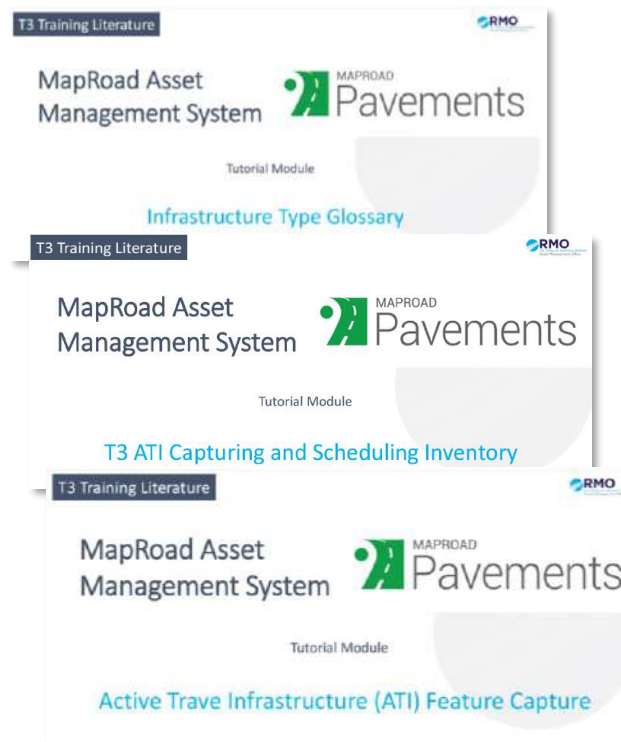 T3 Training Literature
RMO
MapRoad Asset
Management System
MAPROAD
Pavements
Tutorial Module
Infrastructure Type Glossary
T3 Training Literature
RMO
MapRoad Asset
Management System
MAPROAD
Pavements
Tutorial Module
T3 ATI Capturing and Scheduling Inventory
T3 Training Literature
RMO
MapRoad Asset
Management System
MAPROAD
Pavements
Tutorial Module
Active Trave Infrastructure (ATI) Feature Capture